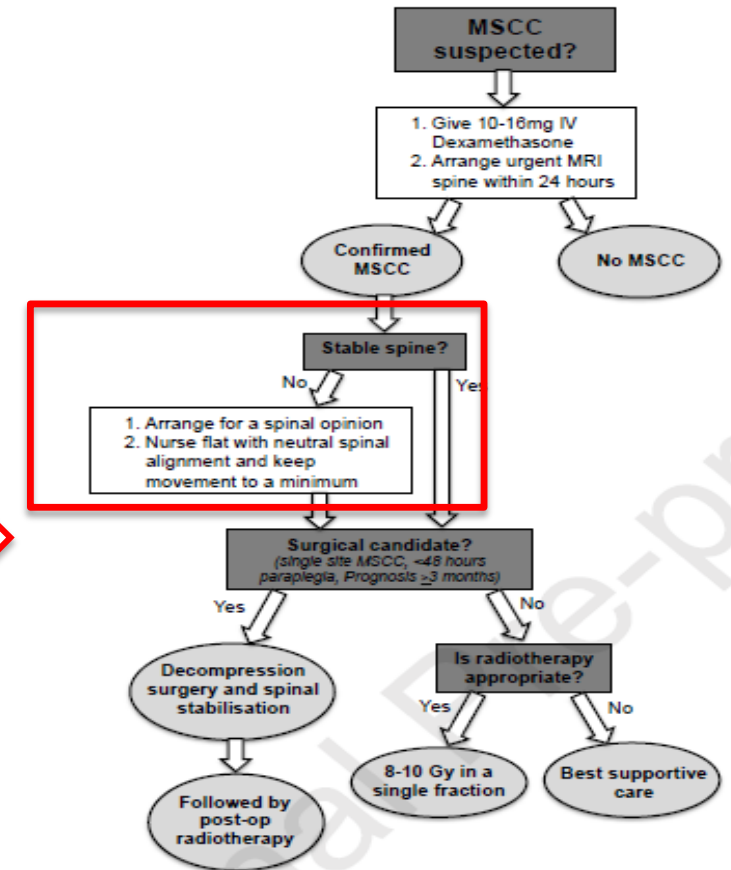 MSCC
suspected?
1. Give 10-16mg IV
Dexamethasone
2. Arrange urgent MRI
spine within 24 hours
Confirmed
MSCC
No MSCC
Stable spine?
No
Yes
1. Arrange for a spinal opinion
2. Nurse flat with neutral spinal
alignment and keep
movement to a minimum
Surgical candidate?
(single site MSCC, <48 hours
paraplegia, Prognosis ≥3 months)
Yes
No
Decompression
surgery and spinal
stabilisation
Is radiotherapy
appropriate?
Yes
No
8-10 Gy in a
single fraction
Best supportive
care
Followed by
post-op
radiotherapy